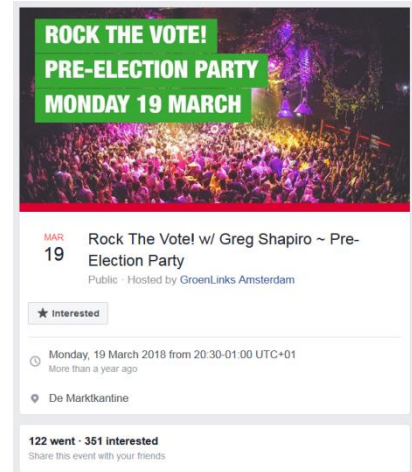 ROCK THE VOTE!
PRE-ELECTION PARTY
MONDAY 19 MARCH
MAR
19
Rock The Vote! w/ Greg Shapiro ~ Pre-
Election Party
Public · Hosted by GroenLinks Amsterdam
★ Interested
Monday, 19 March 2018 from 20:30-01:00 UTC+01
More than a year ago
De Marktkantine
122 went · 351 interested
Share this event with your friends